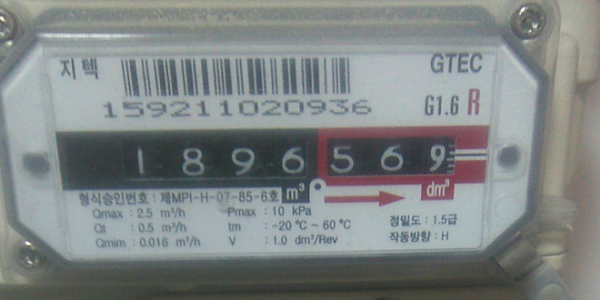 지텍 GTEC
159211020936 G1.6 R
1896 569
형식승인번호 : 제MPI-H-07-85-6호 m³ dm³
Qmax : 2.5 m³/h Pmax : 10 kPa
Qt : 0.5 m³/h tm : -20 °C ~ 60 °C 정밀도 : 1.5급
Qmin : 0.016 m³/h V : 1.0 dm³/Rev 작동방향 : H